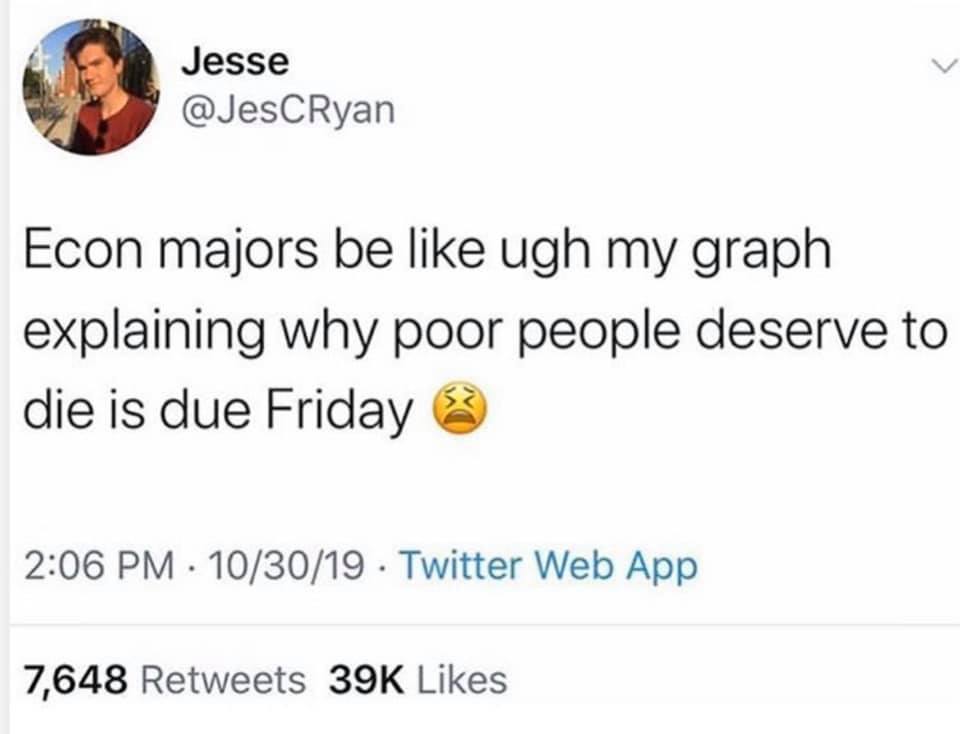 Jesse
@JesCRyan
Econ majors be like ugh my graph
explaining why poor people deserve to
die is due Friday 😫
2:06 PM · 10/30/19 · Twitter Web App
7,648 Retweets 39K Likes